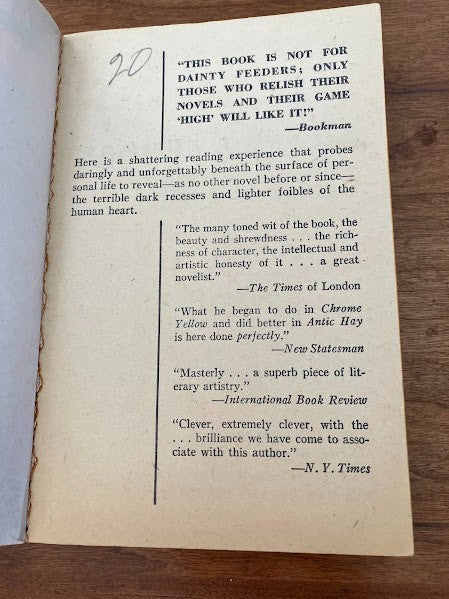 20
“THIS BOOK IS NOT FOR
DAINTY FEEDERS; ONLY
THOSE WHO RELISH THEIR
NOVELS AND THEIR GAME
‘HIGH’ WILL LIKE IT!”
—Bookman
Here is a shattering reading experience that probes
daringly and unforgettably beneath the surface of per-
sonal life to reveal—as no other novel before or since—
the terrible dark recesses and lighter foibles of the
human heart.
“The many toned wit of the book, the
beauty and shrewdness . . . the rich-
ness of character, the intellectual and
artistic honesty of it . . . a great
novelist.”
—The Times of London
“What he began to do in Chrome
Yellow and did better in Antic Hay
is here done perfectly.”
—New Statesman
“Masterly . . . a superb piece of lit-
erary artistry.”
—International Book Review
“Clever, extremely clever, with the
. . . brilliance we have come to asso-
ciate with this author.”
—N. Y. Times